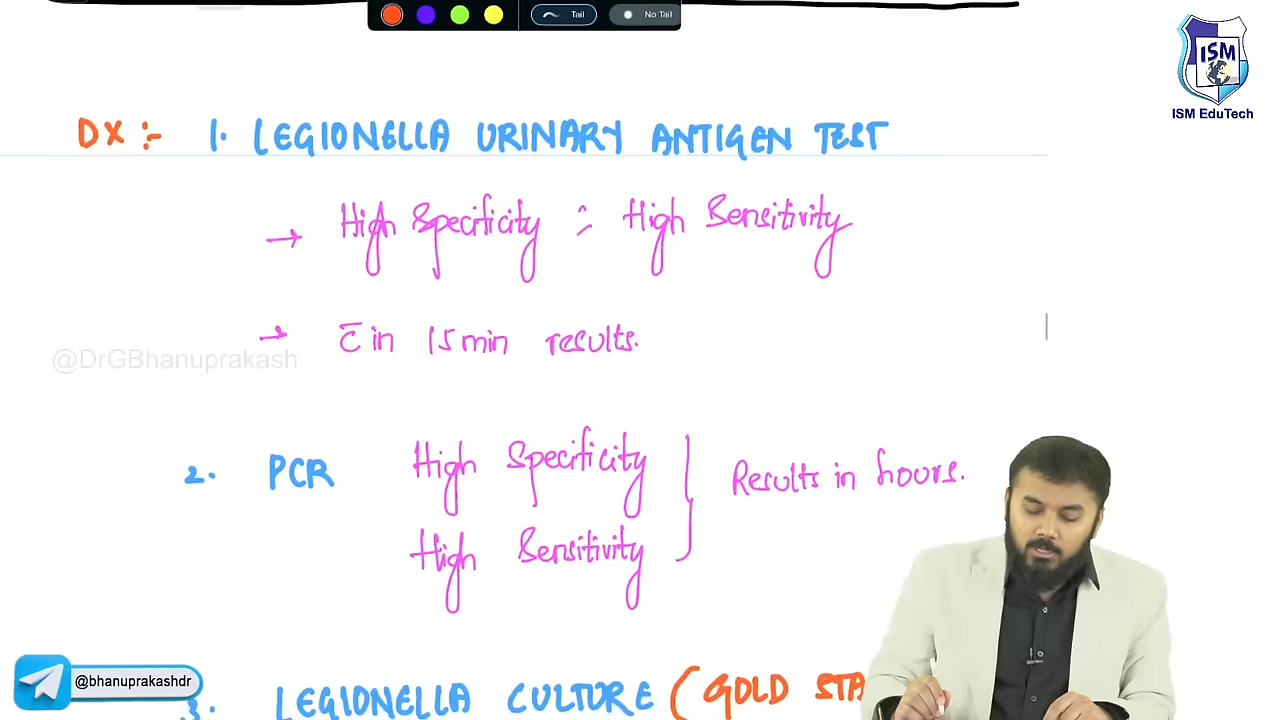 Tail
No Tail
ISM
ISM EduTech
DX :- 1. LEGIONELLA URINARY ANTIGEN TEST
→ High Specificity : High Sensitivity
→ c̄ in 15 min results.
@DrGBhanuprakash
2. PCR High Specificity
High Sensitivity
Results in hours.
@bhanuprakashdr
3. LEGIONELLA CULTURE (GOLD STA